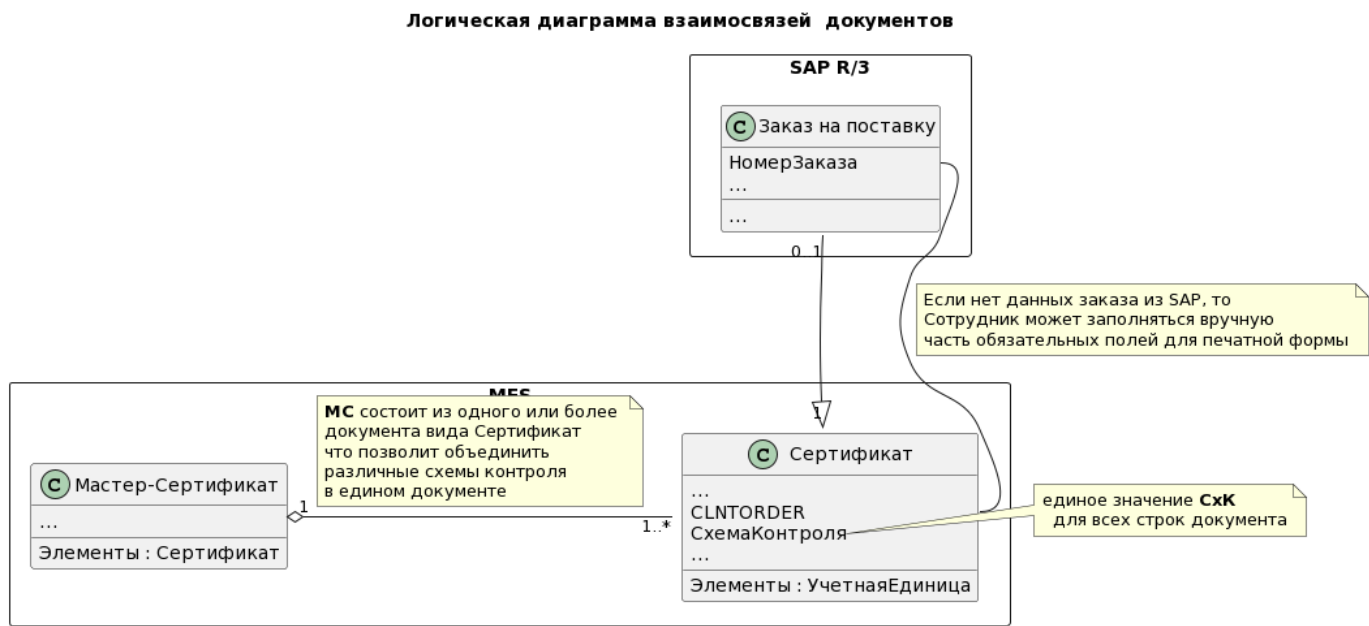 Логическая диаграмма взаимосвязей  документов
SAP R/3
C Заказ на поставку
НомерЗаказа
...
...
0 1
Если нет данных заказа из SAP, то
Сотрудник может заполняться вручную
часть обязательных полей для печатной формы
MES
МС состоит из одного или более
документа вида Сертификат
что позволит объединить
различные схемы контроля
в едином документе
1
C Мастер-Сертификат
...
Элементы : Сертификат
1
1..*
C Сертификат
...
CLNTORDER
СхемаКонтроля
...
Элементы : УчетнаяЕдиница
единое значение СхК
для всех строк документа